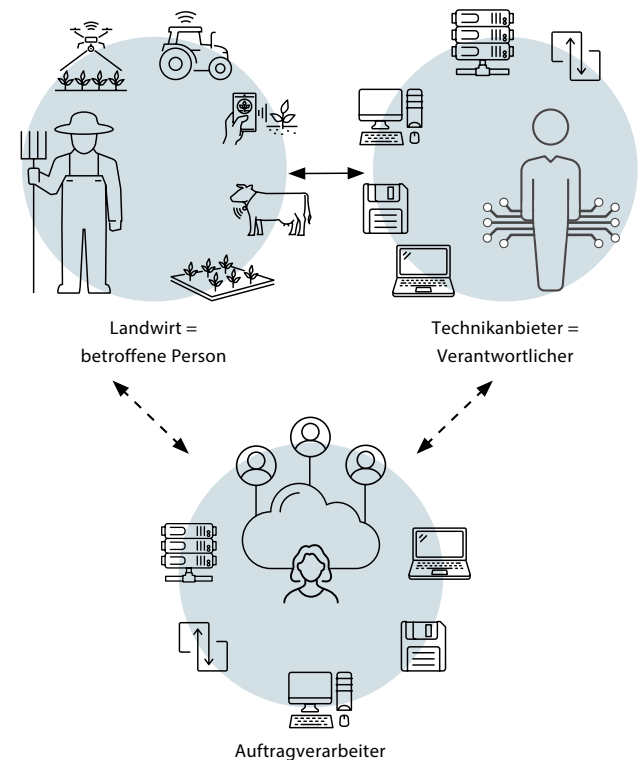 Landwirt =
betroffene Person
Technikanbieter =
Verantwortlicher
Auftragverarbeiter